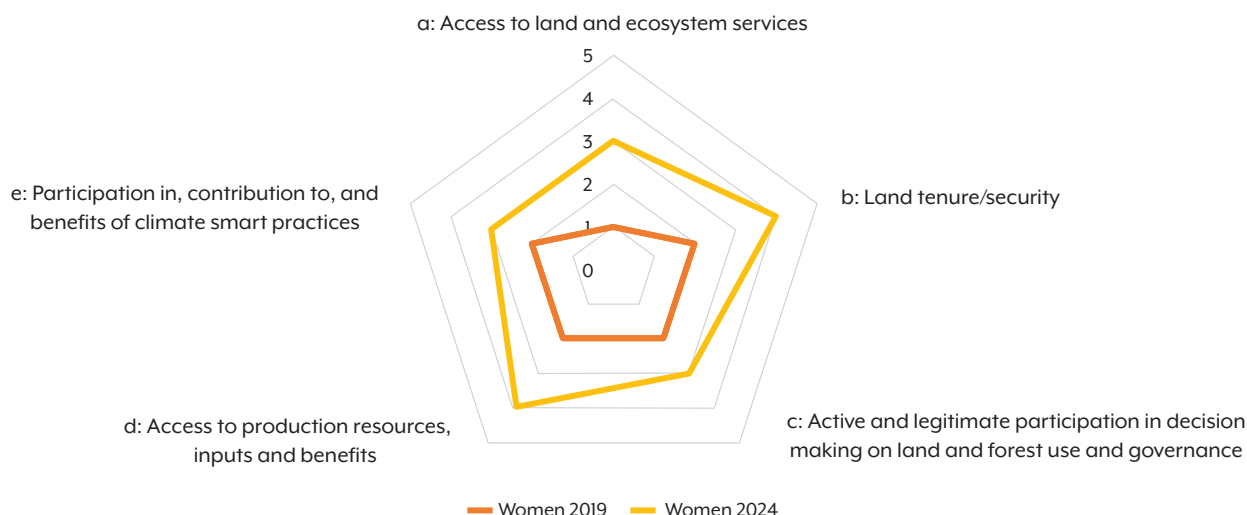 a: Access to land and ecosystem services
5
4
3
2
1
0
b: Land tenure/security
e: Participation in, contribution to, and
benefits of climate smart practices
c: Active and legitimate participation in decision
making on land and forest use and governance
d: Access to production resources,
inputs and benefits
Women 2019
Women 2024